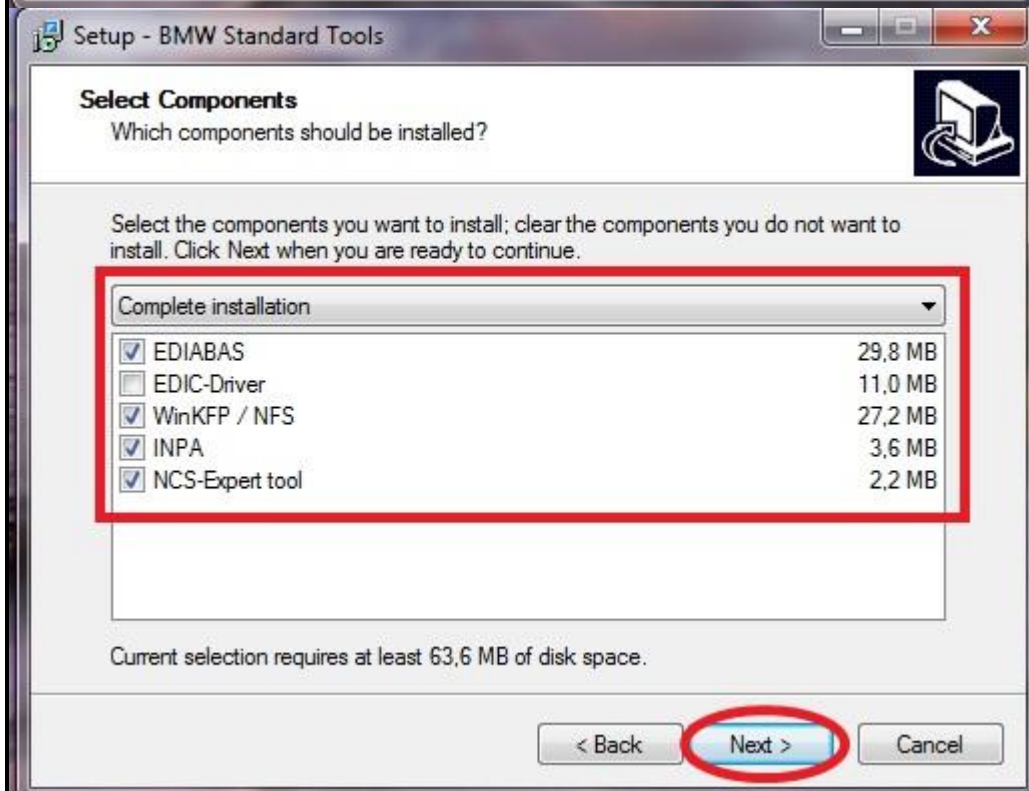 Setup - BMW Standard Tools
Select Components
Which components should be installed?
Select the components you want to install; clear the components you do not want to
install. Click Next when you are ready to continue.
Complete installation
EDIABAS 29,8 MB
EDIC-Driver 11,0 MB
WinKFP / NFS 27,2 MB
INPA 3,6 MB
NCS-Expert tool 2,2 MB
Current selection requires at least 63,6 MB of disk space.
< Back Next > Cancel